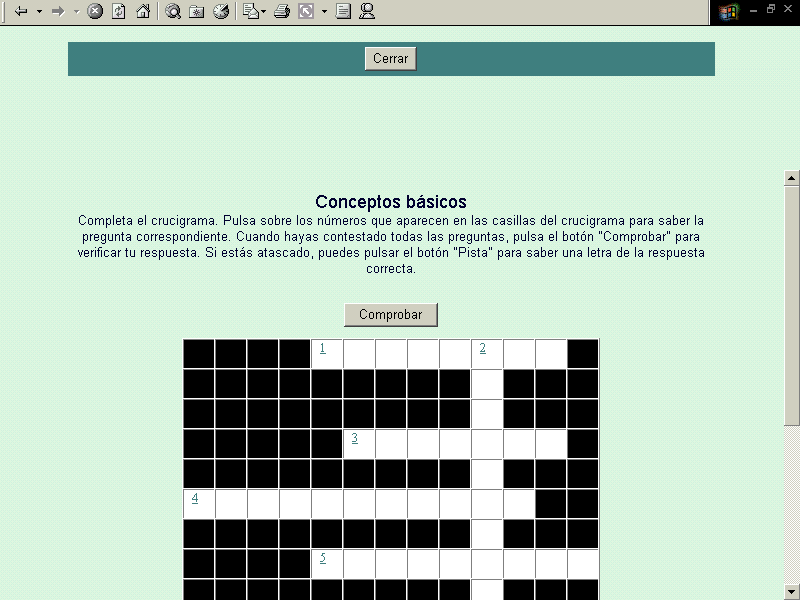 Cerrar
Conceptos básicos
Completa el crucigrama. Pulsa sobre los números que aparecen en las casillas del crucigrama para saber la
pregunta correspondiente. Cuando hayas contestado todas las preguntas, pulsa el botón "Comprobar" para
verificar tu respuesta. Si estás atascado, puedes pulsar el botón "Pista" para saber una letra de la respuesta
correcta.
Comprobar
1 2
3
4
5